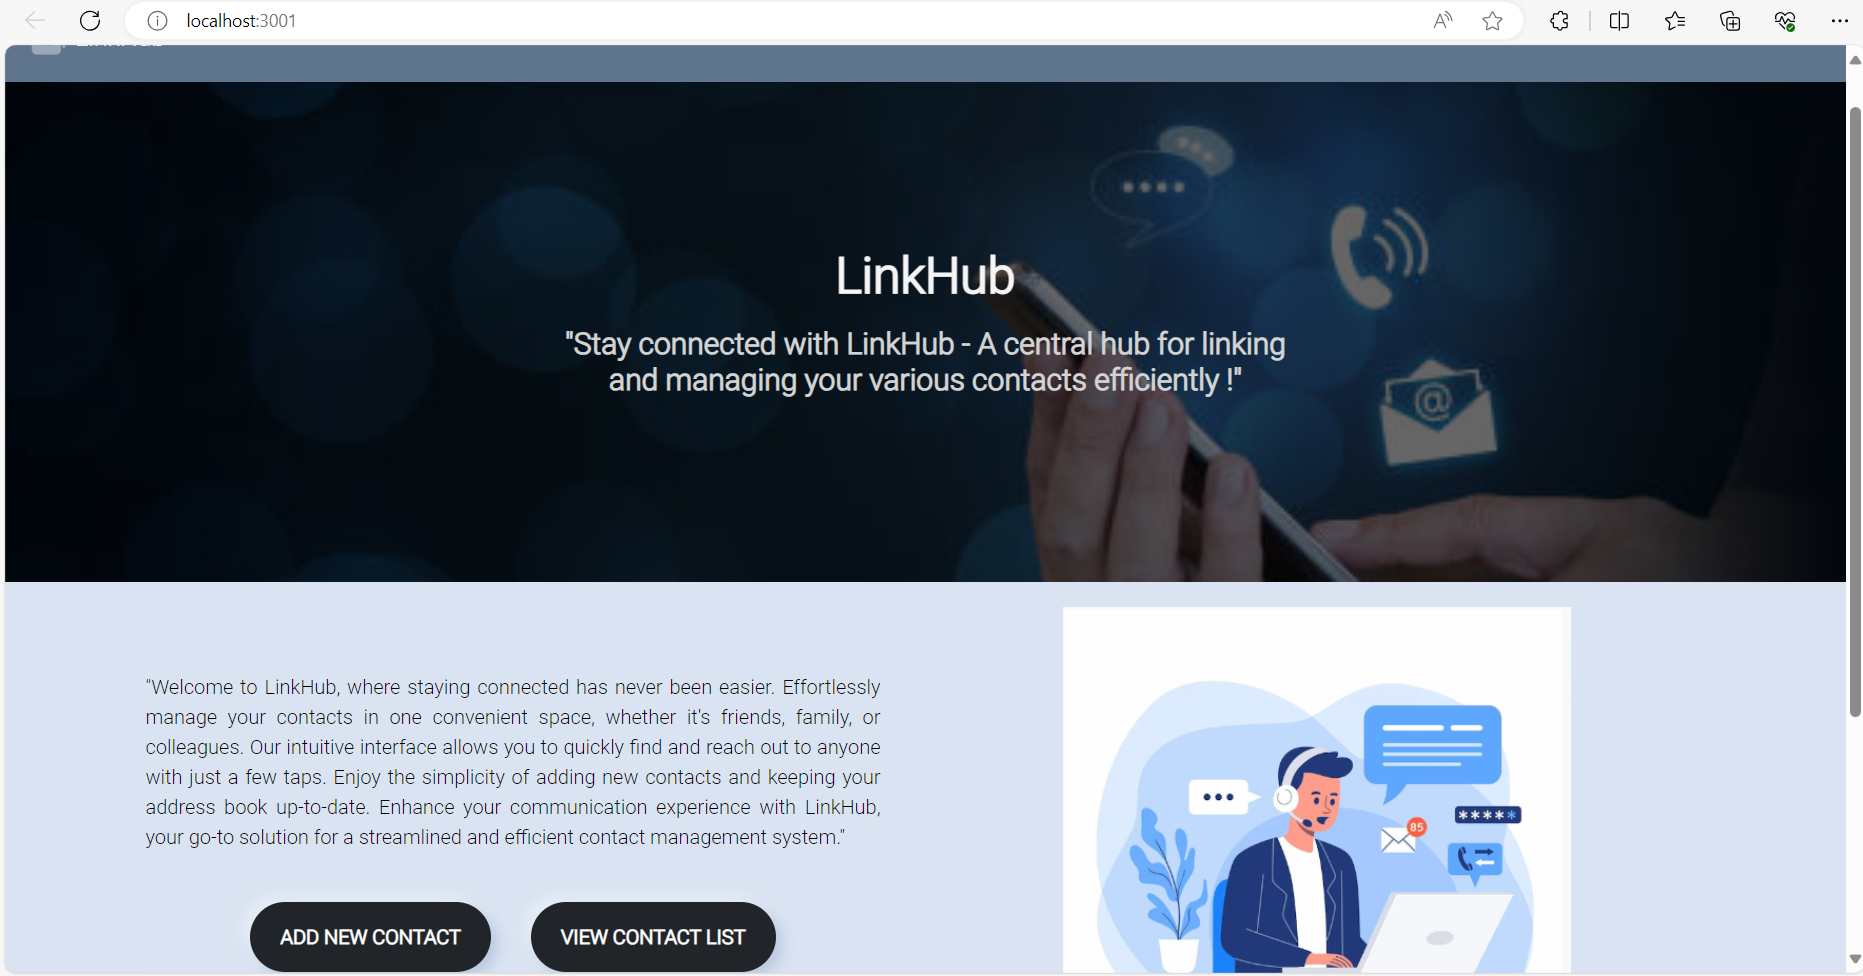 localhost:3001
LinkHub
"Stay connected with LinkHub - A central hub for linking
and managing your various contacts efficiently !"
"Welcome to LinkHub, where staying connected has never been easier. Effortlessly
manage your contacts in one convenient space, whether it's friends, family, or
colleagues. Our intuitive interface allows you to quickly find and reach out to anyone
with just a few taps. Enjoy the simplicity of adding new contacts and keeping your
address book up-to-date. Enhance your communication experience with LinkHub,
your go-to solution for a streamlined and efficient contact management system."
85
*****
ADD NEW CONTACT
VIEW CONTACT LIST